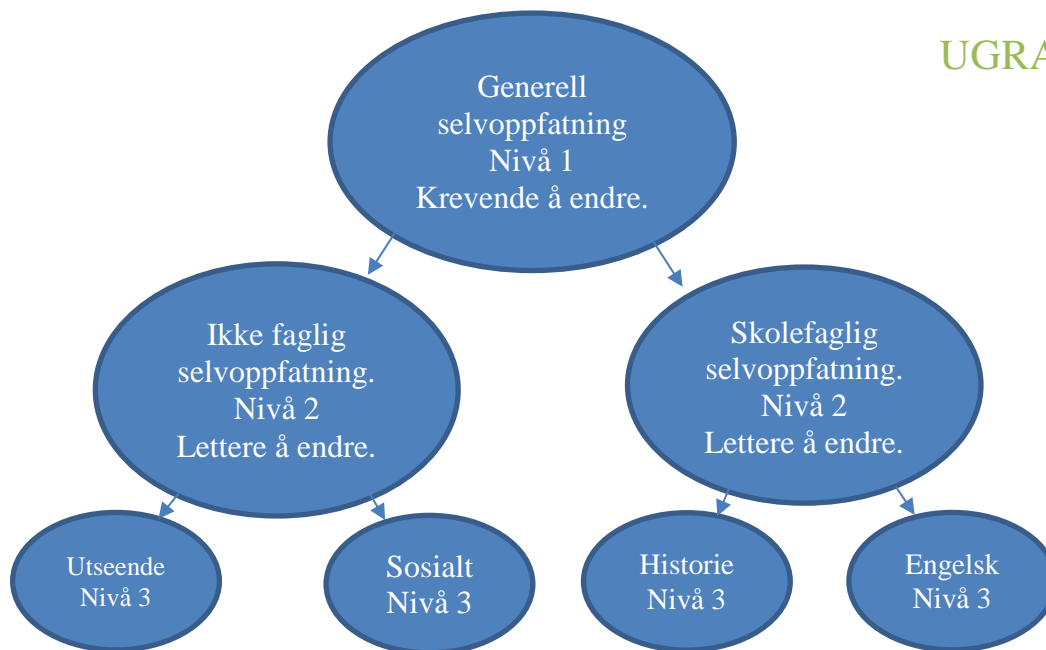 UGRA
Generell
selvoppfatning
Nivå 1
Krevende å endre.
Ikke faglig
selvoppfatning.
Nivå 2
Lettere å endre.
Skolefaglig
selvoppfatning.
Nivå 2
Lettere å endre.
Utseende
Nivå 3
Sosialt
Nivå 3
Historie
Nivå 3
Engelsk
Nivå 3